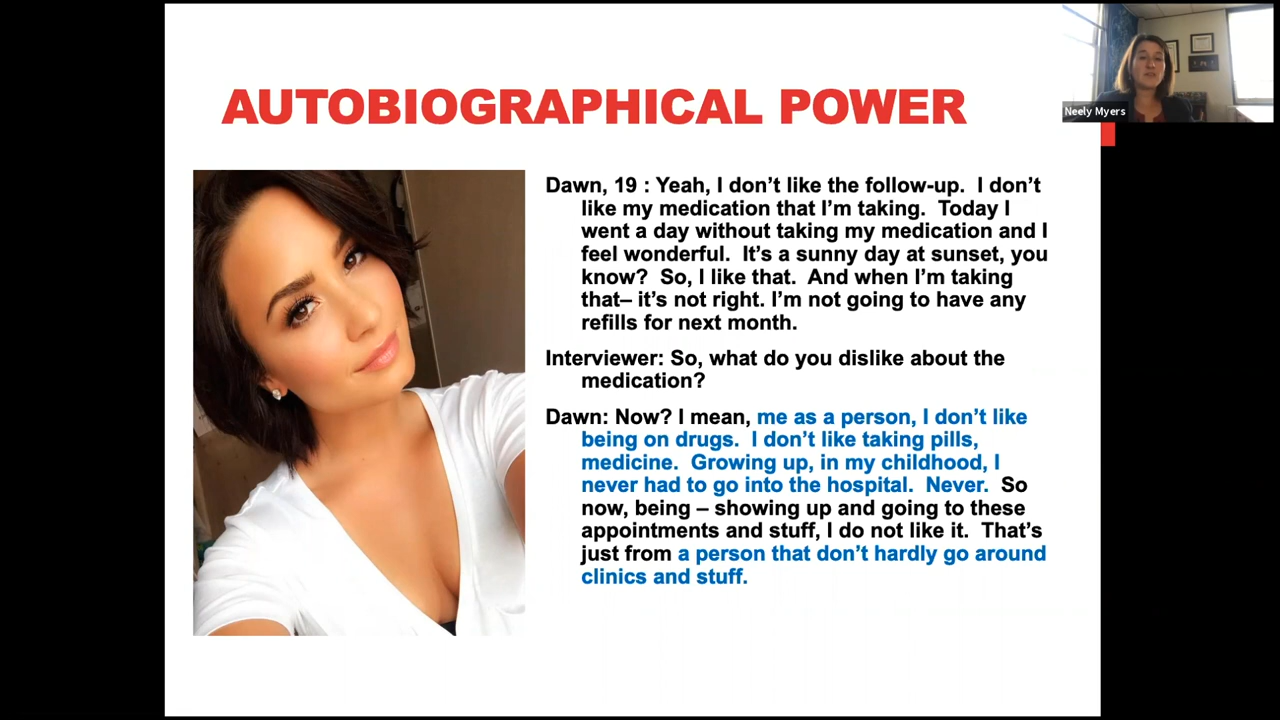 AUTOBIOGRAPHICAL POWER
Neely Myers
Dawn, 19 : Yeah, I don’t like the follow-up.  I don’t
like my medication that I’m taking.  Today I
went a day without taking my medication and I
feel wonderful.  It’s a sunny day at sunset, you
know?  So, I like that.  And when I’m taking
that– it’s not right. I’m not going to have any
refills for next month.
Interviewer: So, what do you dislike about the
medication?
Dawn: Now? I mean, me as a person, I don’t like
being on drugs.  I don’t like taking pills,
medicine.  Growing up, in my childhood, I
never had to go into the hospital.  Never.  So
now, being – showing up and going to these
appointments and stuff, I do not like it.  That’s
just from a person that don’t hardly go around
clinics and stuff.